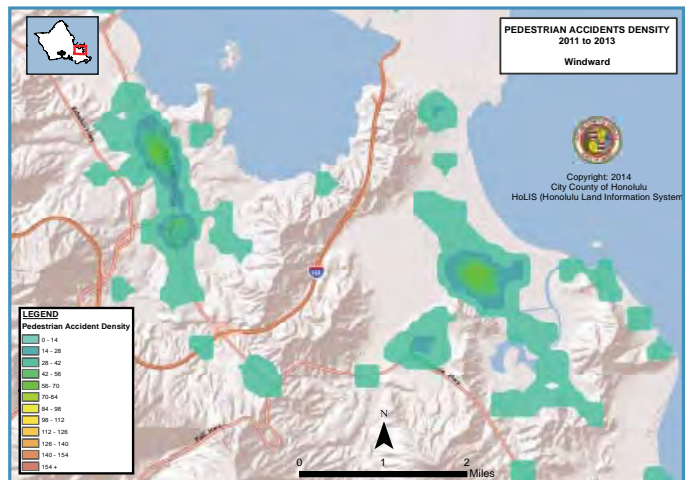 PEDESTRIAN ACCIDENTS DENSITY
2011 to 2013
Windward
Copyright: 2014
City County of Honolulu
HoLIS (Honolulu Land Information System
LEGEND
Pedestrian Accident Density
0 - 14
14 - 28
28 - 42
42 - 56
56- 70
70-84
84 - 98
98 - 112
112 - 126
126 - 140
140 - 154
154 +
N
0 1 2
Miles